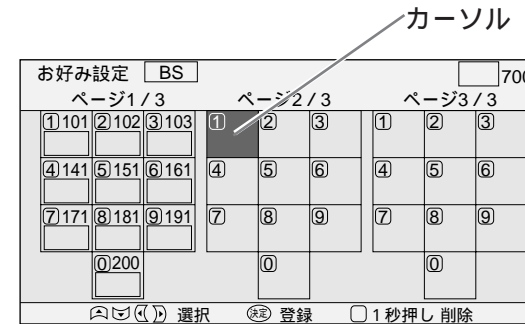 カーソル
お好み設定 BS 700
ページ1 / 3 ページ2 / 3 ページ3 / 3
①101 ②102 ③103 ① ② ③ ① ② ③
④141 ⑤151 ⑥161 ④ ⑤ ⑥ ④ ⑤ ⑥
⑦171 ⑧181 ⑨191 ⑦ ⑧ ⑨ ⑦ ⑧ ⑨
⓪200 ⓪ ⓪
選択 決定 登録 1秒押し 削除